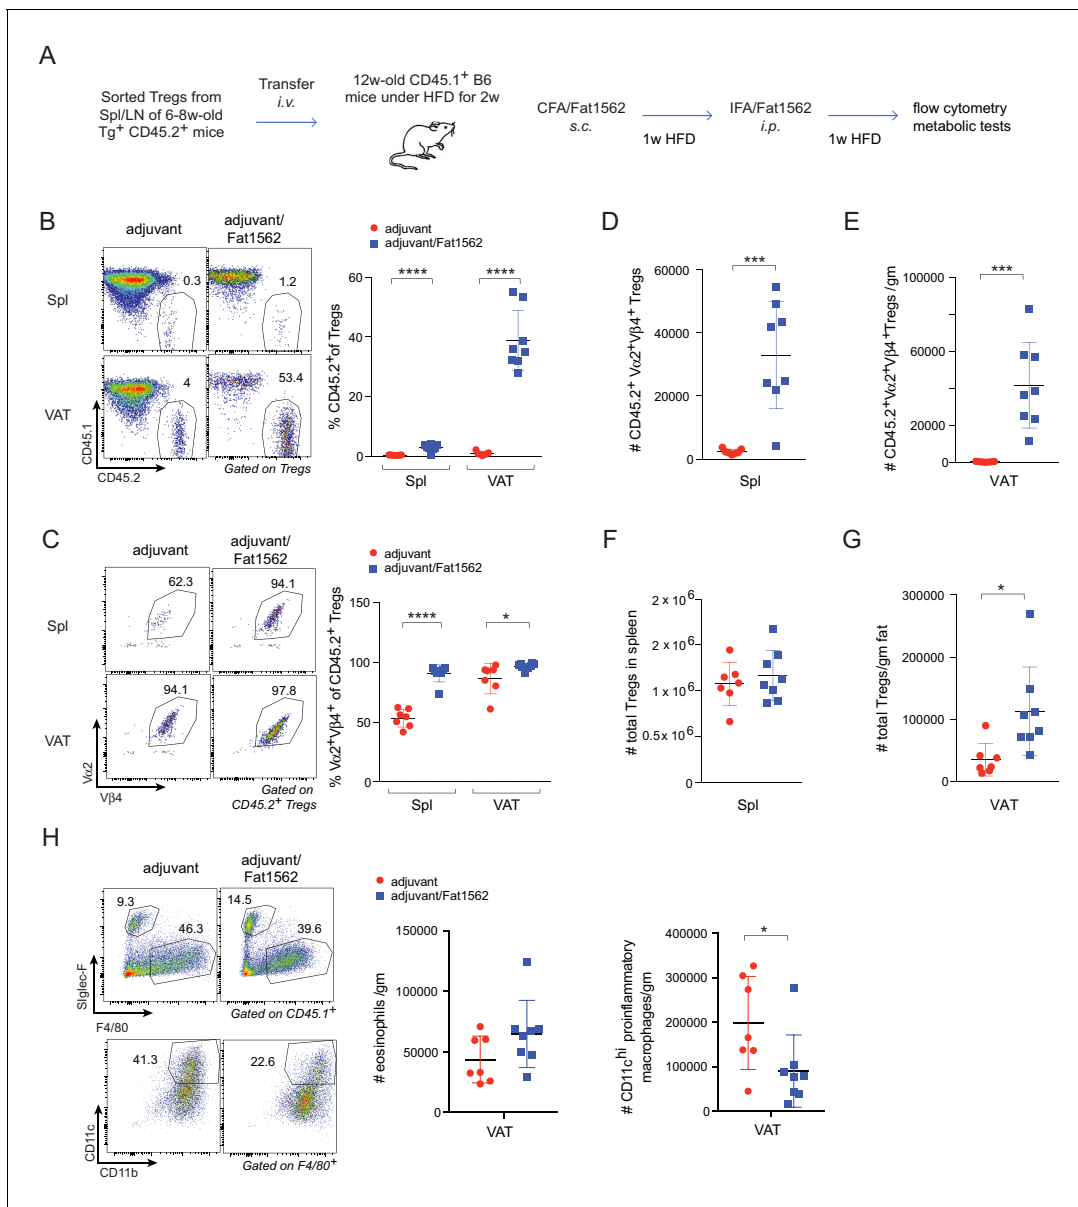 A
Sorted Tregs from
Spl/LN of 6-8w-old
Tg+ CD45.2+ mice
Transfer
i.v.
12w-old CD45.1+ B6
mice under HFD for 2w
CFA/Fat1562
s.c.
1w HFD
IFA/Fat1562
i.p.
1w HFD
flow cytometry
metabolic tests
B
adjuvant
adjuvant/
Fat1562
Spl
0.3
1.2
VAT
4
53.4
CD45.1
CD45.2
Gated on Tregs
adjuvant
adjuvant/Fat1562
% CD45.2+of Tregs
60
40
20
0
****
****
Spl
VAT
D
# CD45.2+ Vα2+Vβ4+ Tregs
60000
40000
20000
0
***
Spl
E
# CD45.2+Vα2+Vβ4+Tregs /gm
100000
80000
60000
40000
20000
0
***
VAT
C
adjuvant
adjuvant/
Fat1562
Spl
62.3
94.1
VAT
94.1
97.8
Vα2
Vβ4
Gated on
CD45.2+ Tregs
adjuvant
adjuvant/Fat1562
% Vα2+Vβ4+ of CD45.2+ Tregs
150
100
50
0
****
*
Spl
VAT
F
# total Tregs in spleen
2 x 10^6
2 x 10^6
1 x 10^6
0.5 x 10^6
0
Spl
G
# total Tregs/gm fat
300000
200000
100000
0
*
VAT
H
adjuvant
adjuvant/
Fat1562
9.3
46.3
14.5
39.6
SIglec-F
F4/80
Gated on CD45.1+
41.3
22.6
CD11c
CD11b
Gated on F4/80+
adjuvant
adjuvant/Fat1562
# eosinophils /gm
150000
100000
50000
0
VAT
# CD11c^hi proinflammatory
macrophages/gm
400000
300000
200000
100000
0
*
VAT